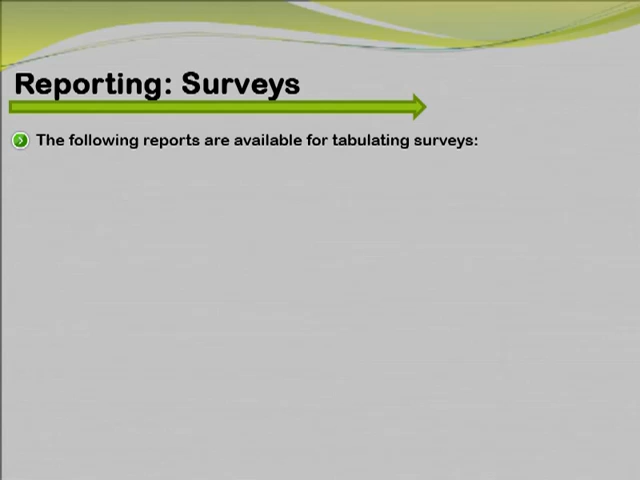 Reporting: Surveys
The following reports are available for tabulating surveys: